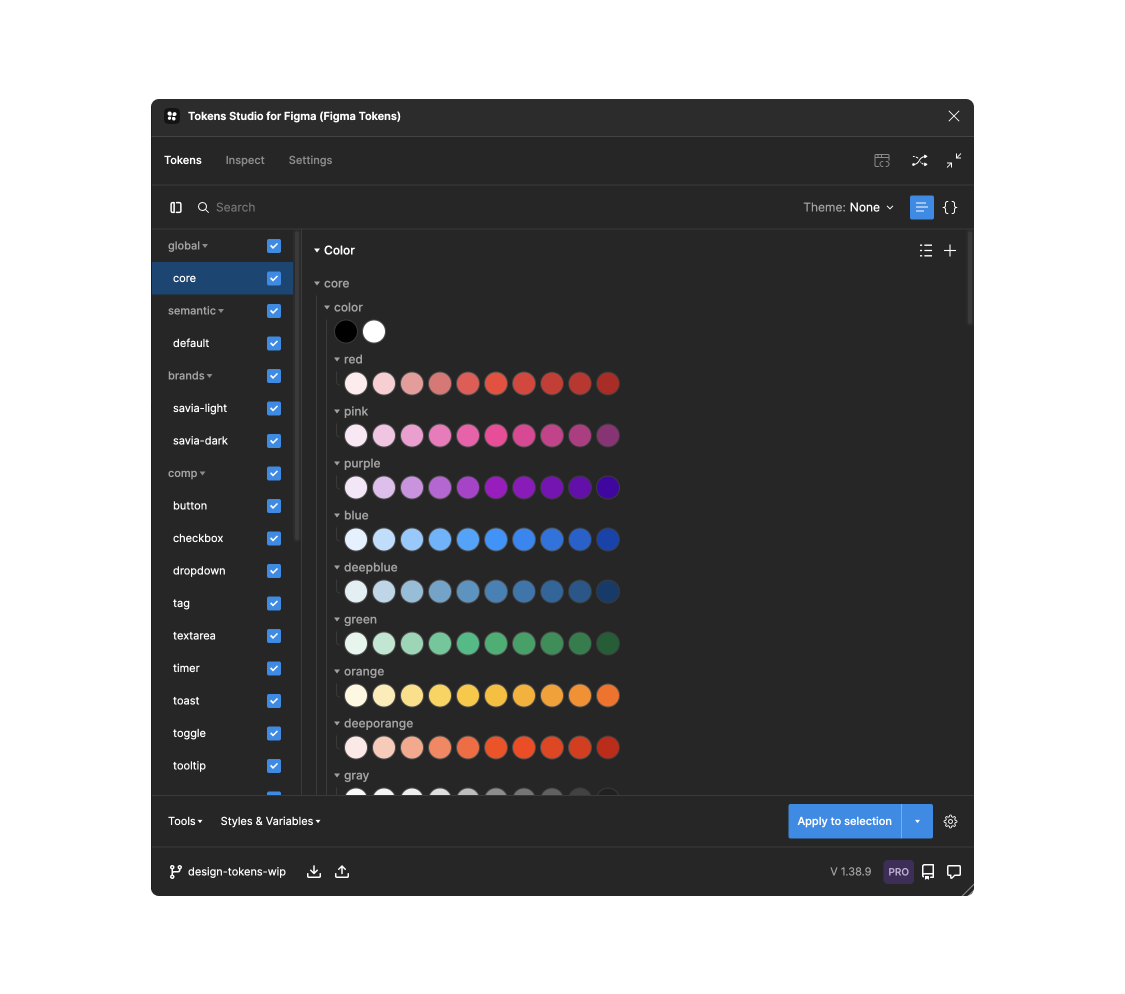 Tokens Studio for Figma (Figma Tokens)
Tokens Inspect Settings
Search Theme: None
global
core
semantic
default
brands
savia-light
savia-dark
comp
button
checkbox
dropdown
tag
textarea
timer
toast
toggle
tooltip
Color
core
color
red
pink
purple
blue
deepblue
green
orange
deeporange
gray
Tools Styles & Variables Apply to selection
design-tokens-wip V 1.38.9 PRO